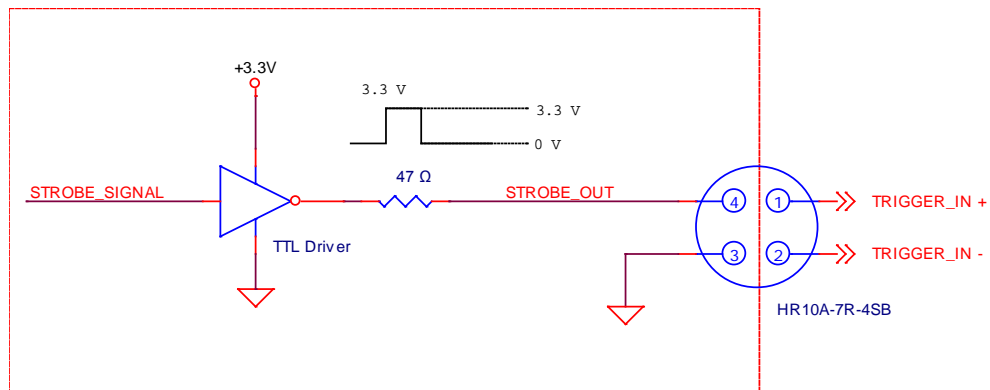 +3.3V
3.3 V
3.3 V
0 V
STROBE_SIGNAL
47 Ω
STROBE_OUT
4
1
TRIGGER_IN +
TTL Driver
3
2
TRIGGER_IN -
HR10A-7R-4SB